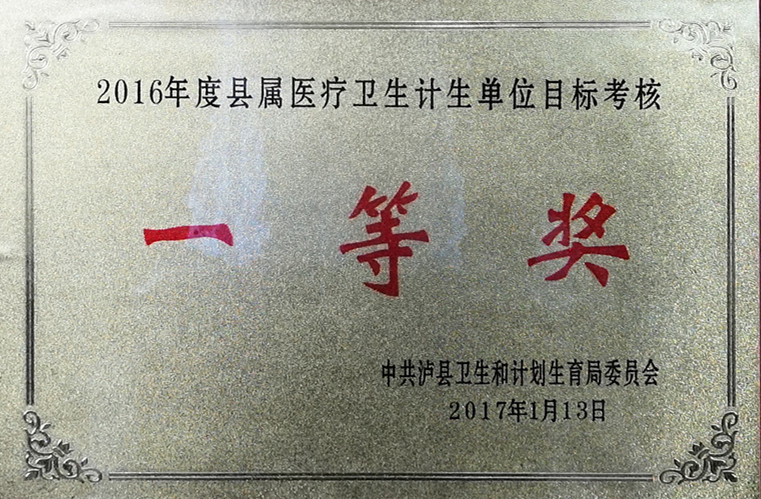 2016年度县属医疗卫生计生单位目标考核
一等奖
中共泸县卫生和计划生育局委员会
2017年1月13日